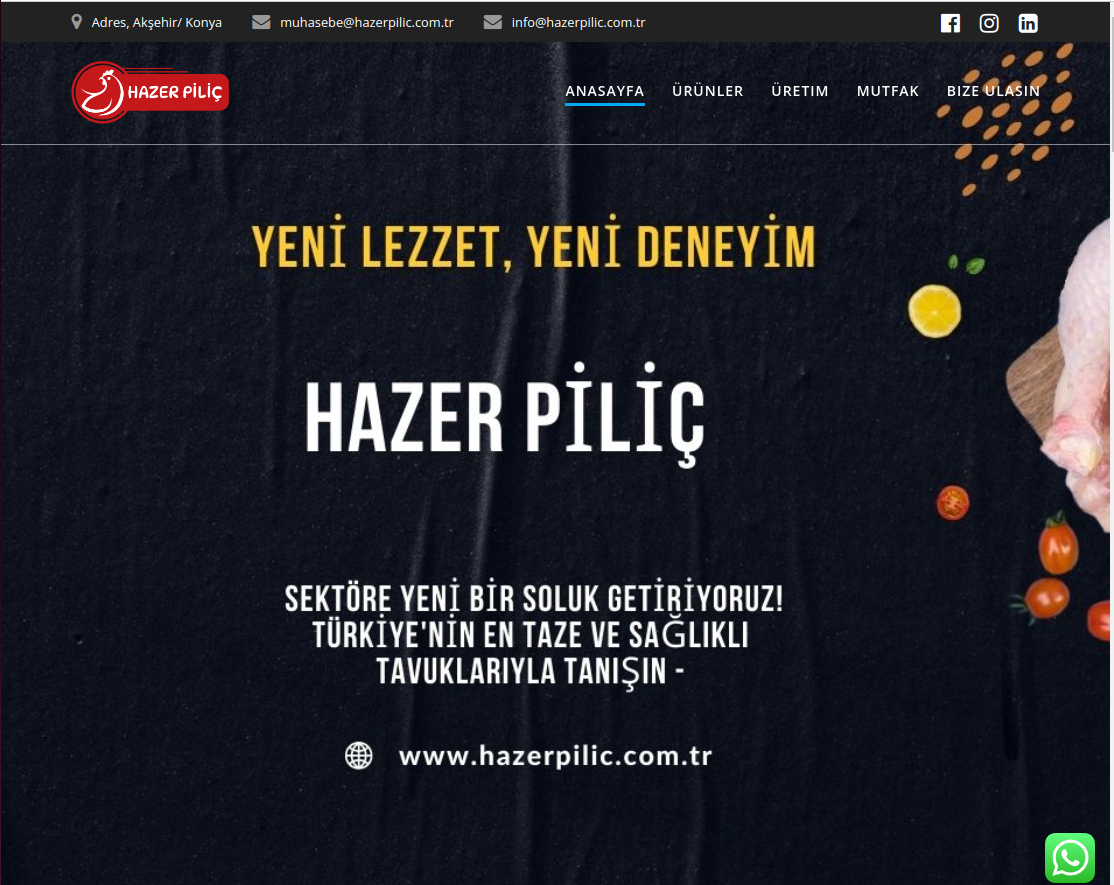 Adres, Akşehir/ Konya
muhasebe@hazerpilic.com.tr
info@hazerpilic.com.tr
HAZER PİLİÇ
ANASAYFA
ÜRÜNLER
ÜRETIM
MUTFAK
BIZE ULASIN
YENİ LEZZET, YENİ DENEYİM
HAZER PİLİÇ
SEKTÖRE YENİ BİR SOLUK GETİRİYORUZ!
TÜRKİYE'NİN EN TAZE VE SAĞLIKLI
TAVUKLARIYLA TANIŞIN -
www.hazerpilic.com.tr